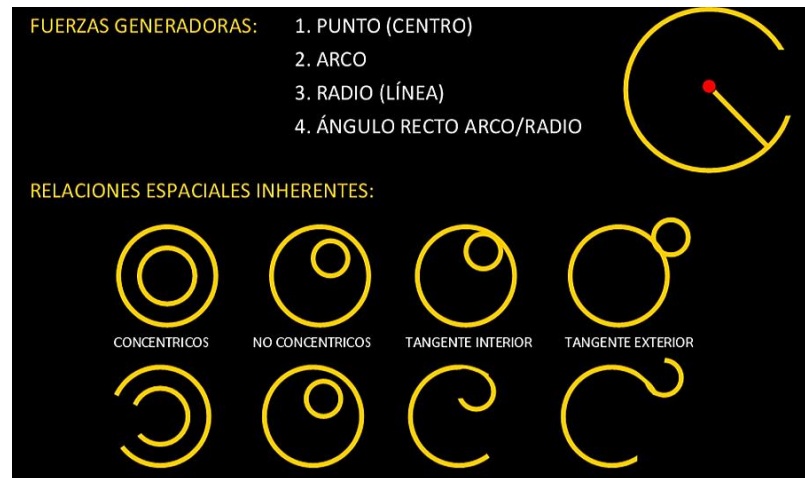 FUERZAS GENERADORAS: 1. PUNTO (CENTRO)
2. ARCO
3. RADIO (LÍNEA)
4. ÁNGULO RECTO ARCO/RADIO
RELACIONES ESPACIALES INHERENTES:
CONCENTRICOS NO CONCENTRICOS TANGENTE INTERIOR TANGENTE EXTERIOR